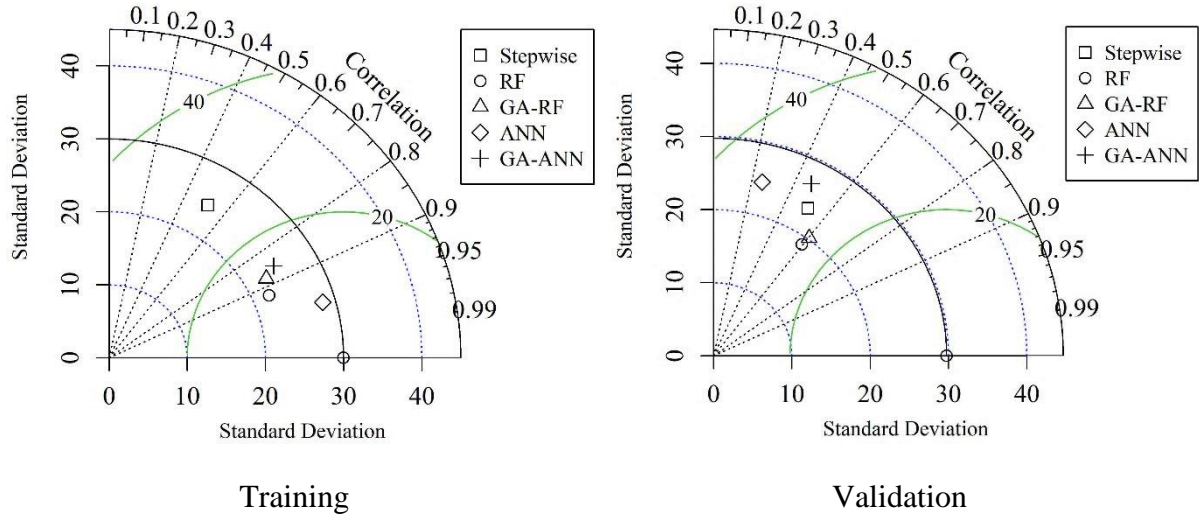 0.1 0.2 0.3 0.4 0.5 0.6 0.7 0.8 0.9 0.95 0.99
Correlation
40
20
Standard Deviation
40
30
20
10
0
0 10 20 30 40
Standard Deviation
Stepwise
RF
GA-RF
ANN
GA-ANN
Training
0.1 0.2 0.3 0.4 0.5 0.6 0.7 0.8 0.9 0.95 0.99
Correlation
40
20
Standard Deviation
40
30
20
10
0
0 10 20 30 40
Standard Deviation
Stepwise
RF
GA-RF
ANN
GA-ANN
Validation